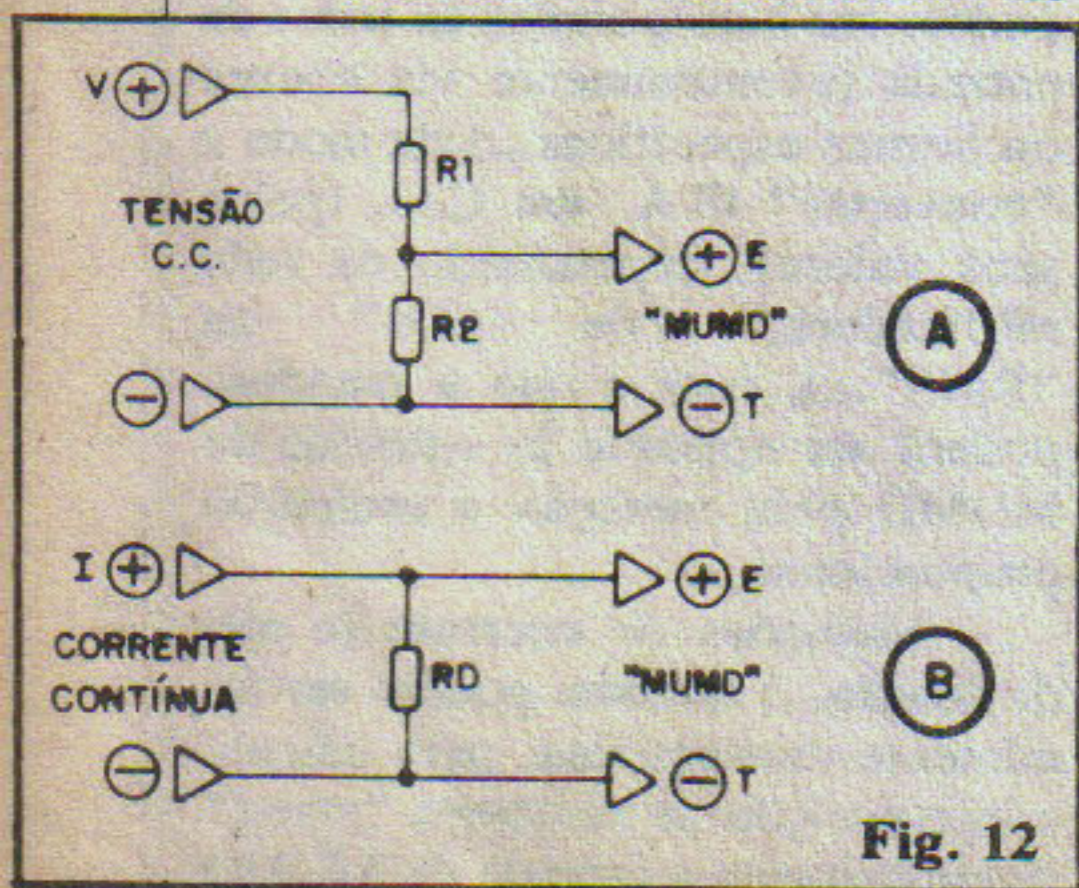 V + 
R1
TENSÃO
C.C.
+ E
R2
"MUMD"
A
−
− T
I +
+ E
CORRENTE
CONTÍNUA
RD
"MUMD"
B
−
− T
Fig. 12